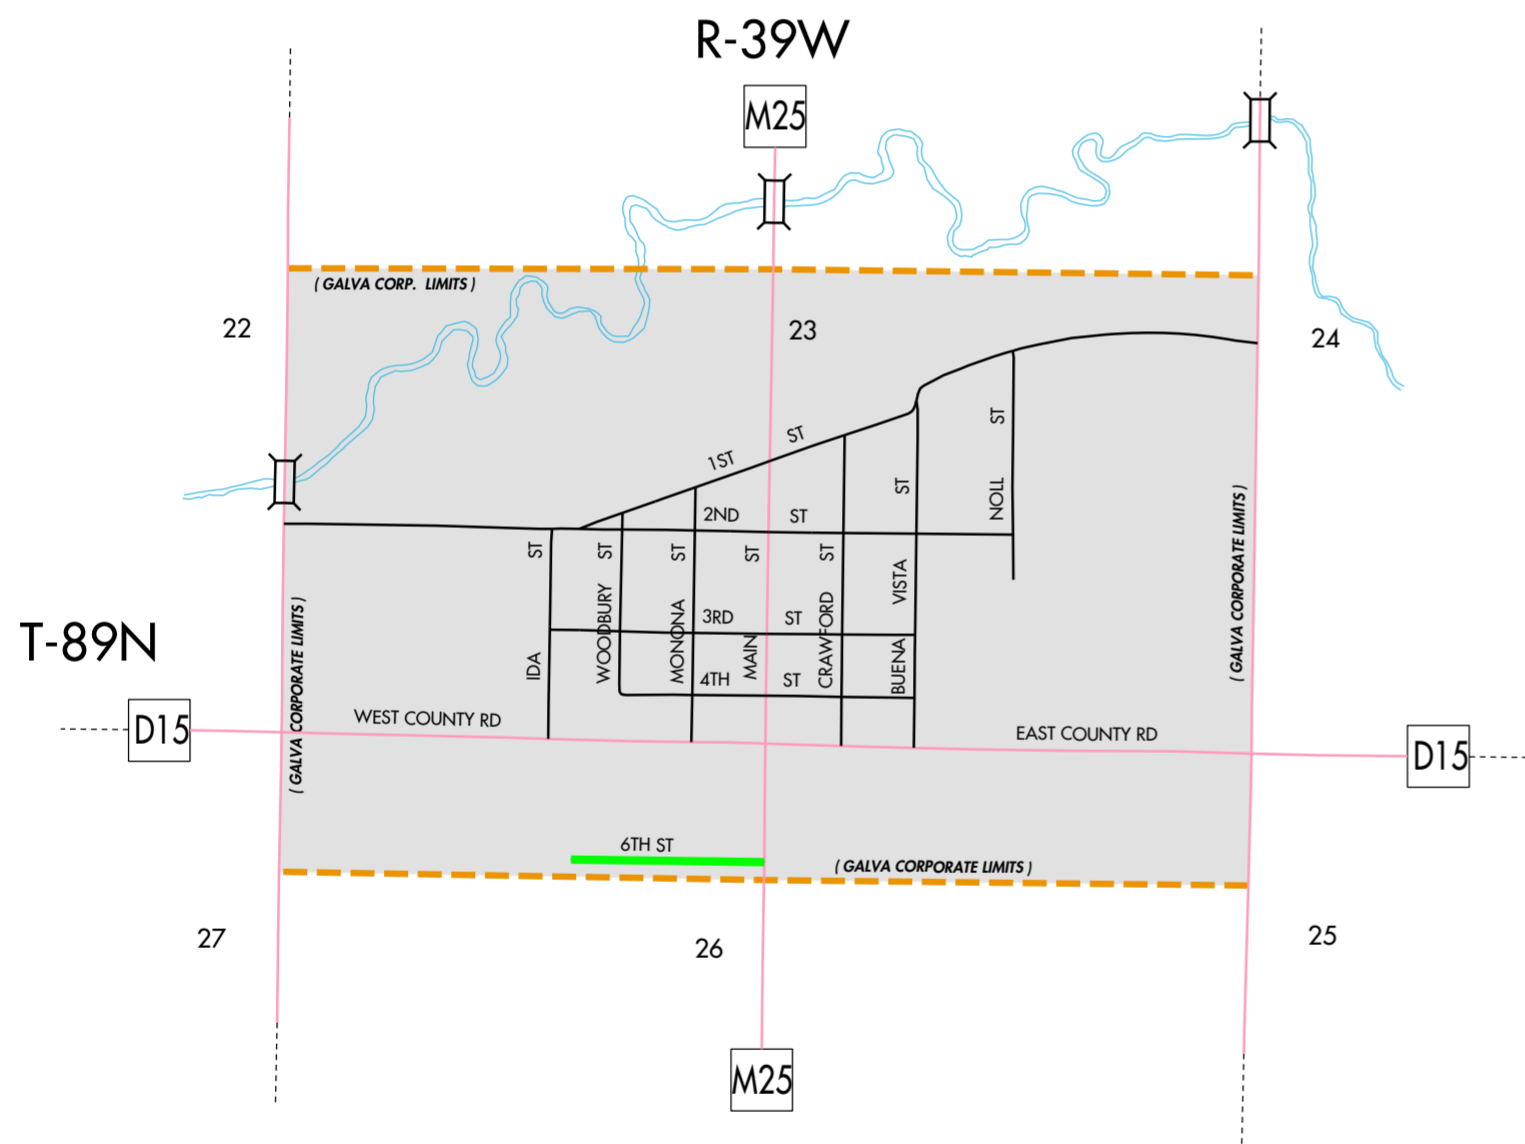 R-39W
M25
( GALVA CORP. LIMITS )
22
23
24
1ST ST
2ND ST
NOLL ST
IDA ST
WOODBURY ST
MONONA ST
MAIN ST
CRAWFORD ST
BUENA VISTA ST
3RD ST
4TH ST
( GALVA CORPORATE LIMITS )
( GALVA CORPORATE LIMITS )
T-89N
D15
WEST COUNTY RD
EAST COUNTY RD
D15
6TH ST
( GALVA CORPORATE LIMITS )
27
26
25
M25